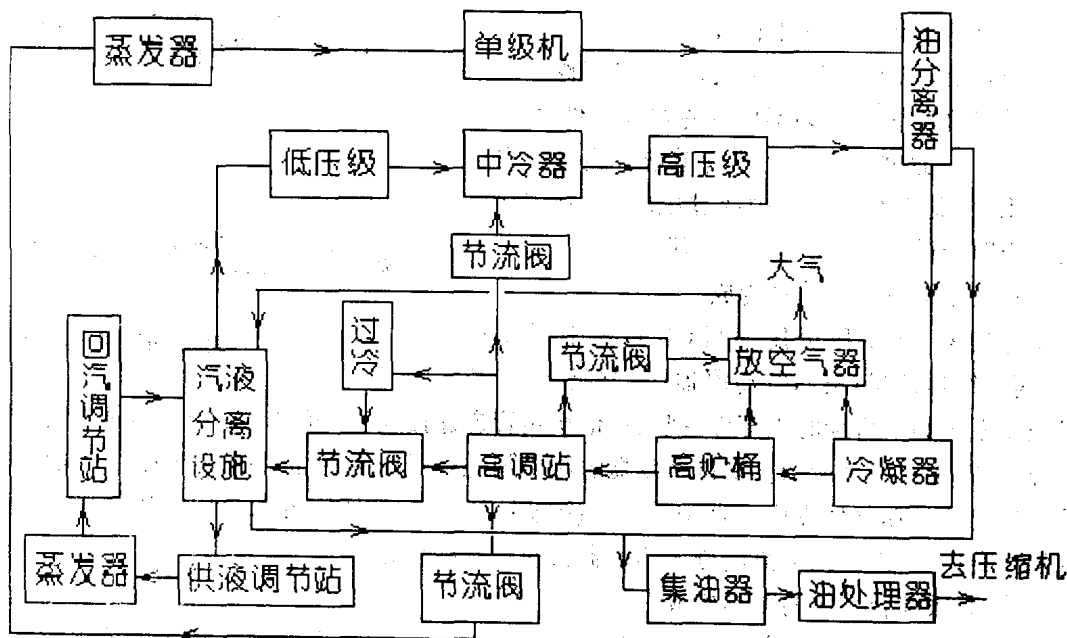 蒸发器
单级机
油分离器
低压级
中冷器
高压级
节流阀
大气
回汽调节站
汽液分离设施
过冷
节流阀
放空气器
节流阀
高调站
高贮桶
冷凝器
蒸发器
供液调节站
节流阀
集油器
油处理器
去压缩机